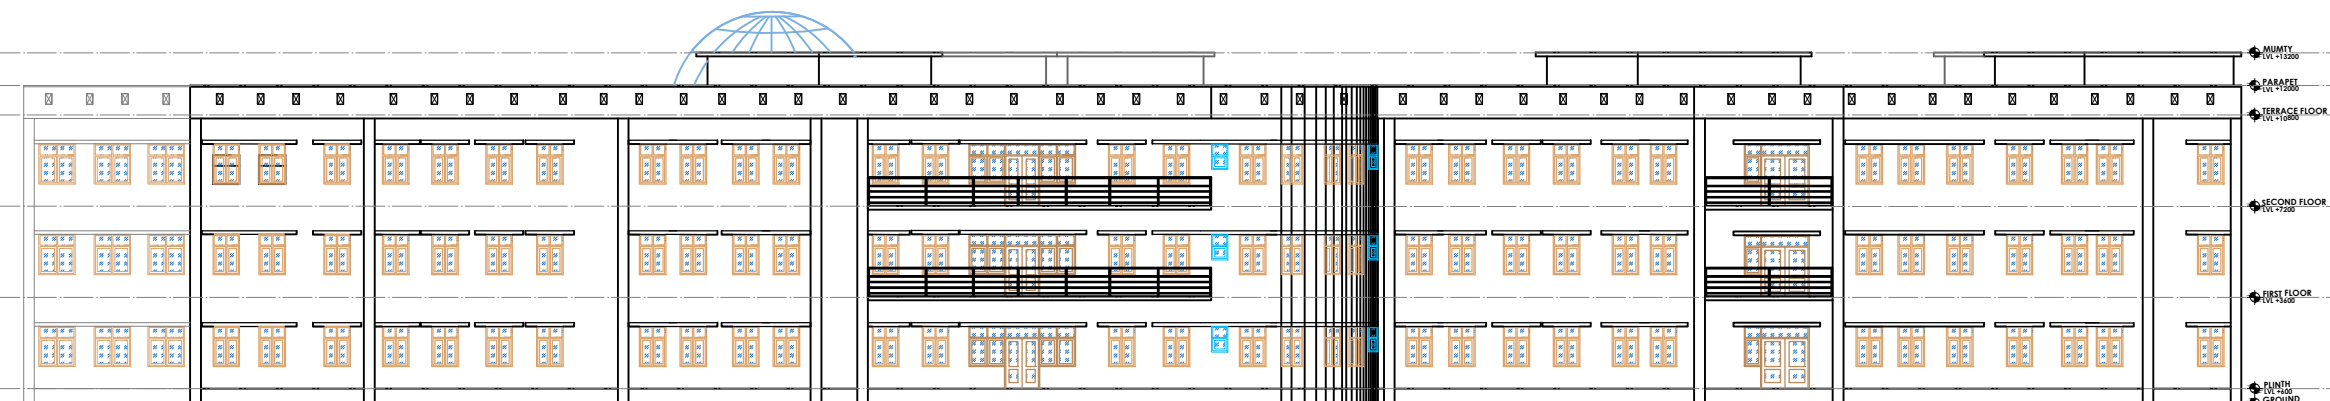 MUMTY
LVL +13200
PARAPET
LVL +12000
TERRACE FLOOR
LVL +10800
SECOND FLOOR
LVL +7200
FIRST FLOOR
LVL +3600
PLINTH
LVL +600
GROUND